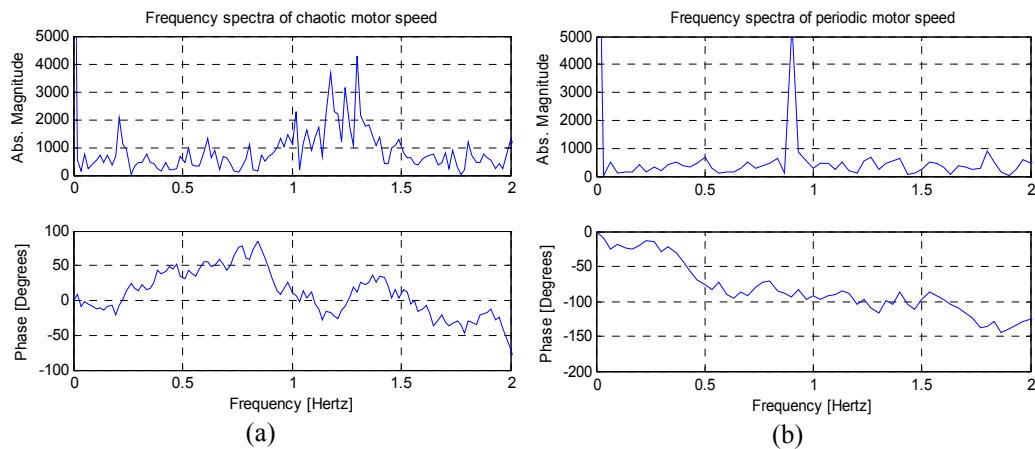 Frequency spectra of chaotic motor speed
Abs. Magnitude
5000
4000
3000
2000
1000
0
0 0.5 1 1.5 2
Phase [Degrees]
100
50
0
-50
-100
0 0.5 1 1.5 2
Frequency [Hertz]
(a)
Frequency spectra of periodic motor speed
Abs. Magnitude
5000
4000
3000
2000
1000
0
0 0.5 1 1.5 2
Phase [Degrees]
0
-50
-100
-150
-200
0 0.5 1 1.5 2
Frequency [Hertz]
(b)